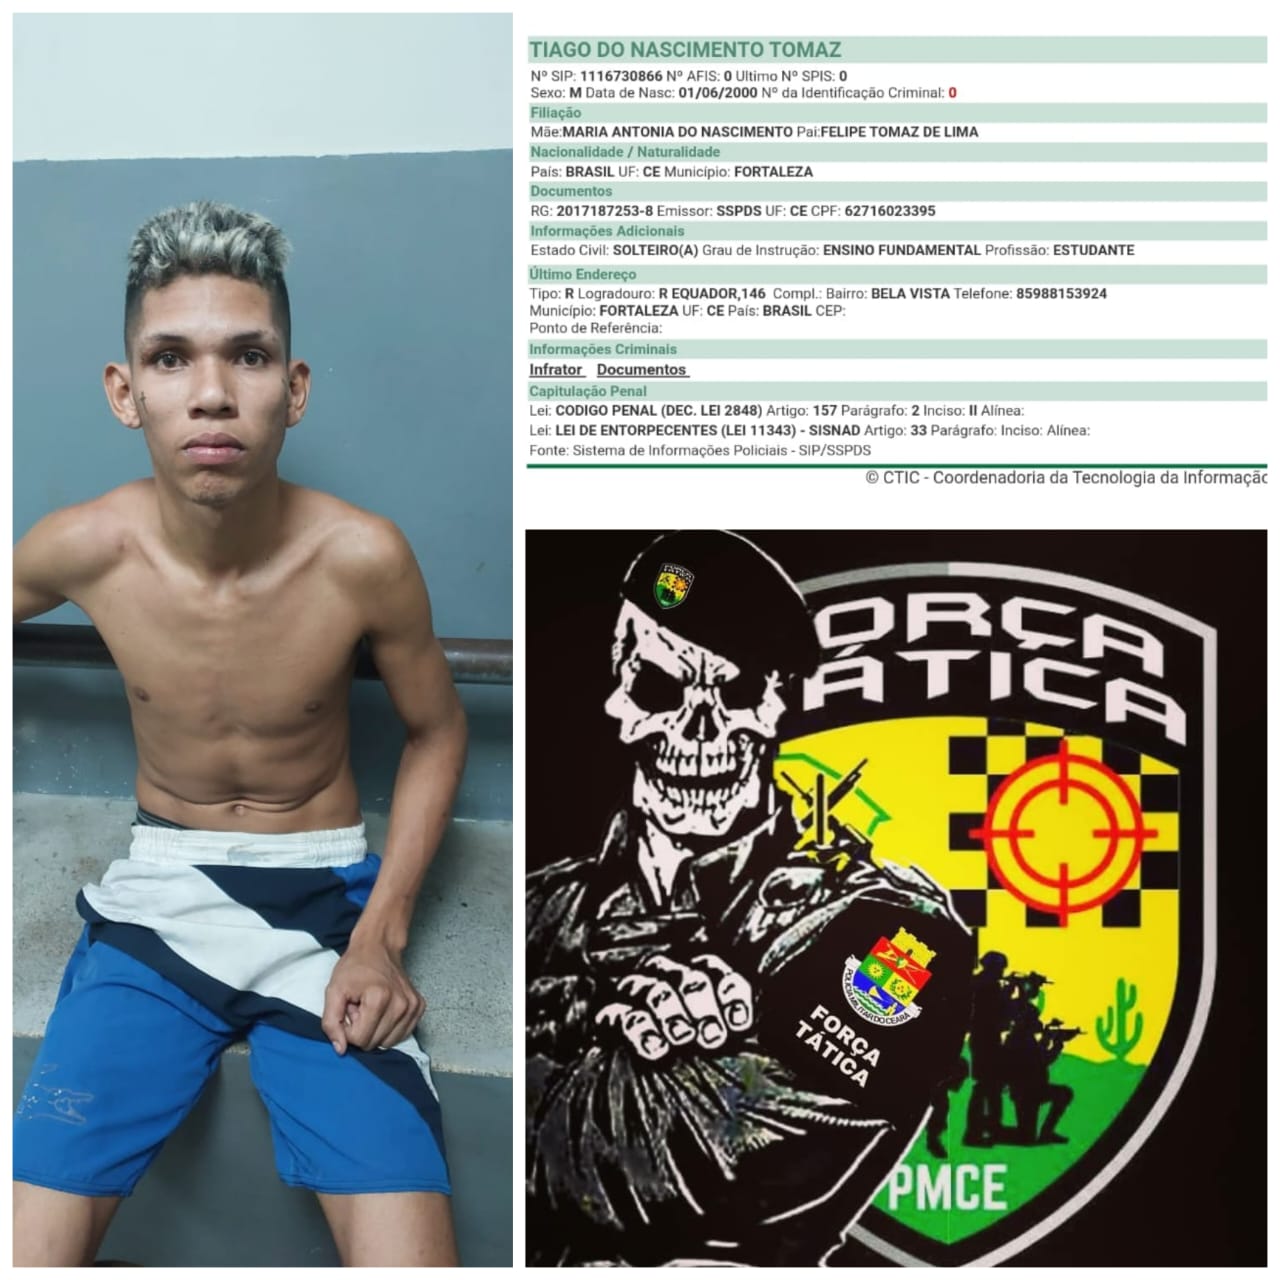 TIAGO DO NASCIMENTO TOMAZ
Nº SIP: 1116730866 Nº AFIS: 0 Ultimo Nº SPIS: 0
Sexo: M Data de Nasc: 01/06/2000 Nº da Identificação Criminal: 0
Filiação
Mãe:MARIA ANTONIA DO NASCIMENTO Pai:FELIPE TOMAZ DE LIMA
Nacionalidade / Naturalidade
País: BRASIL UF: CE Município: FORTALEZA
Documentos
RG: 2017187253-8 Emissor: SSPDS UF: CE CPF: 62716023395
Informações Adicionais
Estado Civil: SOLTEIRO(A) Grau de Instrução: ENSINO FUNDAMENTAL Profissão: ESTUDANTE
Último Endereço
Tipo: R Logradouro: R EQUADOR,146 Compl.: Bairro: BELA VISTA Telefone: 85988153924
Município: FORTALEZA UF: CE País: BRASIL CEP:
Ponto de Referência:
Informações Criminais
Infrator Documentos
Capitulação Penal
Lei: CODIGO PENAL (DEC. LEI 2848) Artigo: 157 Parágrafo: 2 Inciso: II Alínea:
Lei: LEI DE ENTORPECENTES (LEI 11343) - SISNAD Artigo: 33 Parágrafo: Inciso: Alínea:
Fonte: Sistema de Informações Policiais - SIP/SSPDS
© CTIC - Coordenadoria da Tecnologia da Informaçã
ORÇA
ÁTICA
POLICIA MILITAR DO CEARÁ
FORÇA
TÁTICA
PMCE